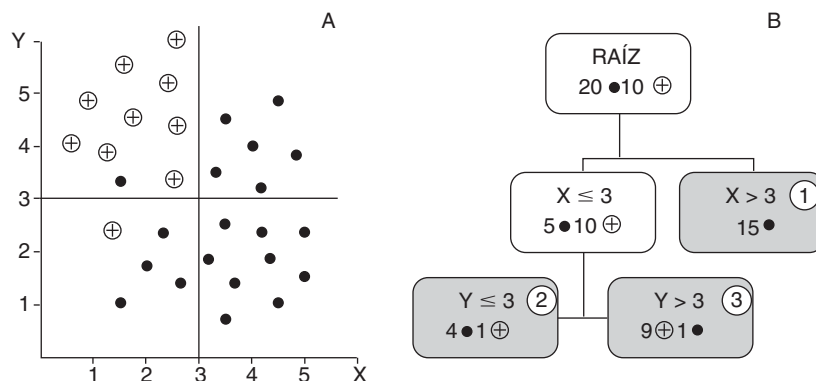 A
Y
5
4
3
2
1
1 2 3 4 5 X
B
RAÍZ
20 ● 10 ⊕
X ≤ 3
5 ● 10 ⊕
X > 3 1
15 ●
Y ≤ 3 2
4 ● 1 ⊕
Y > 3 3
9 ⊕ 1 ●